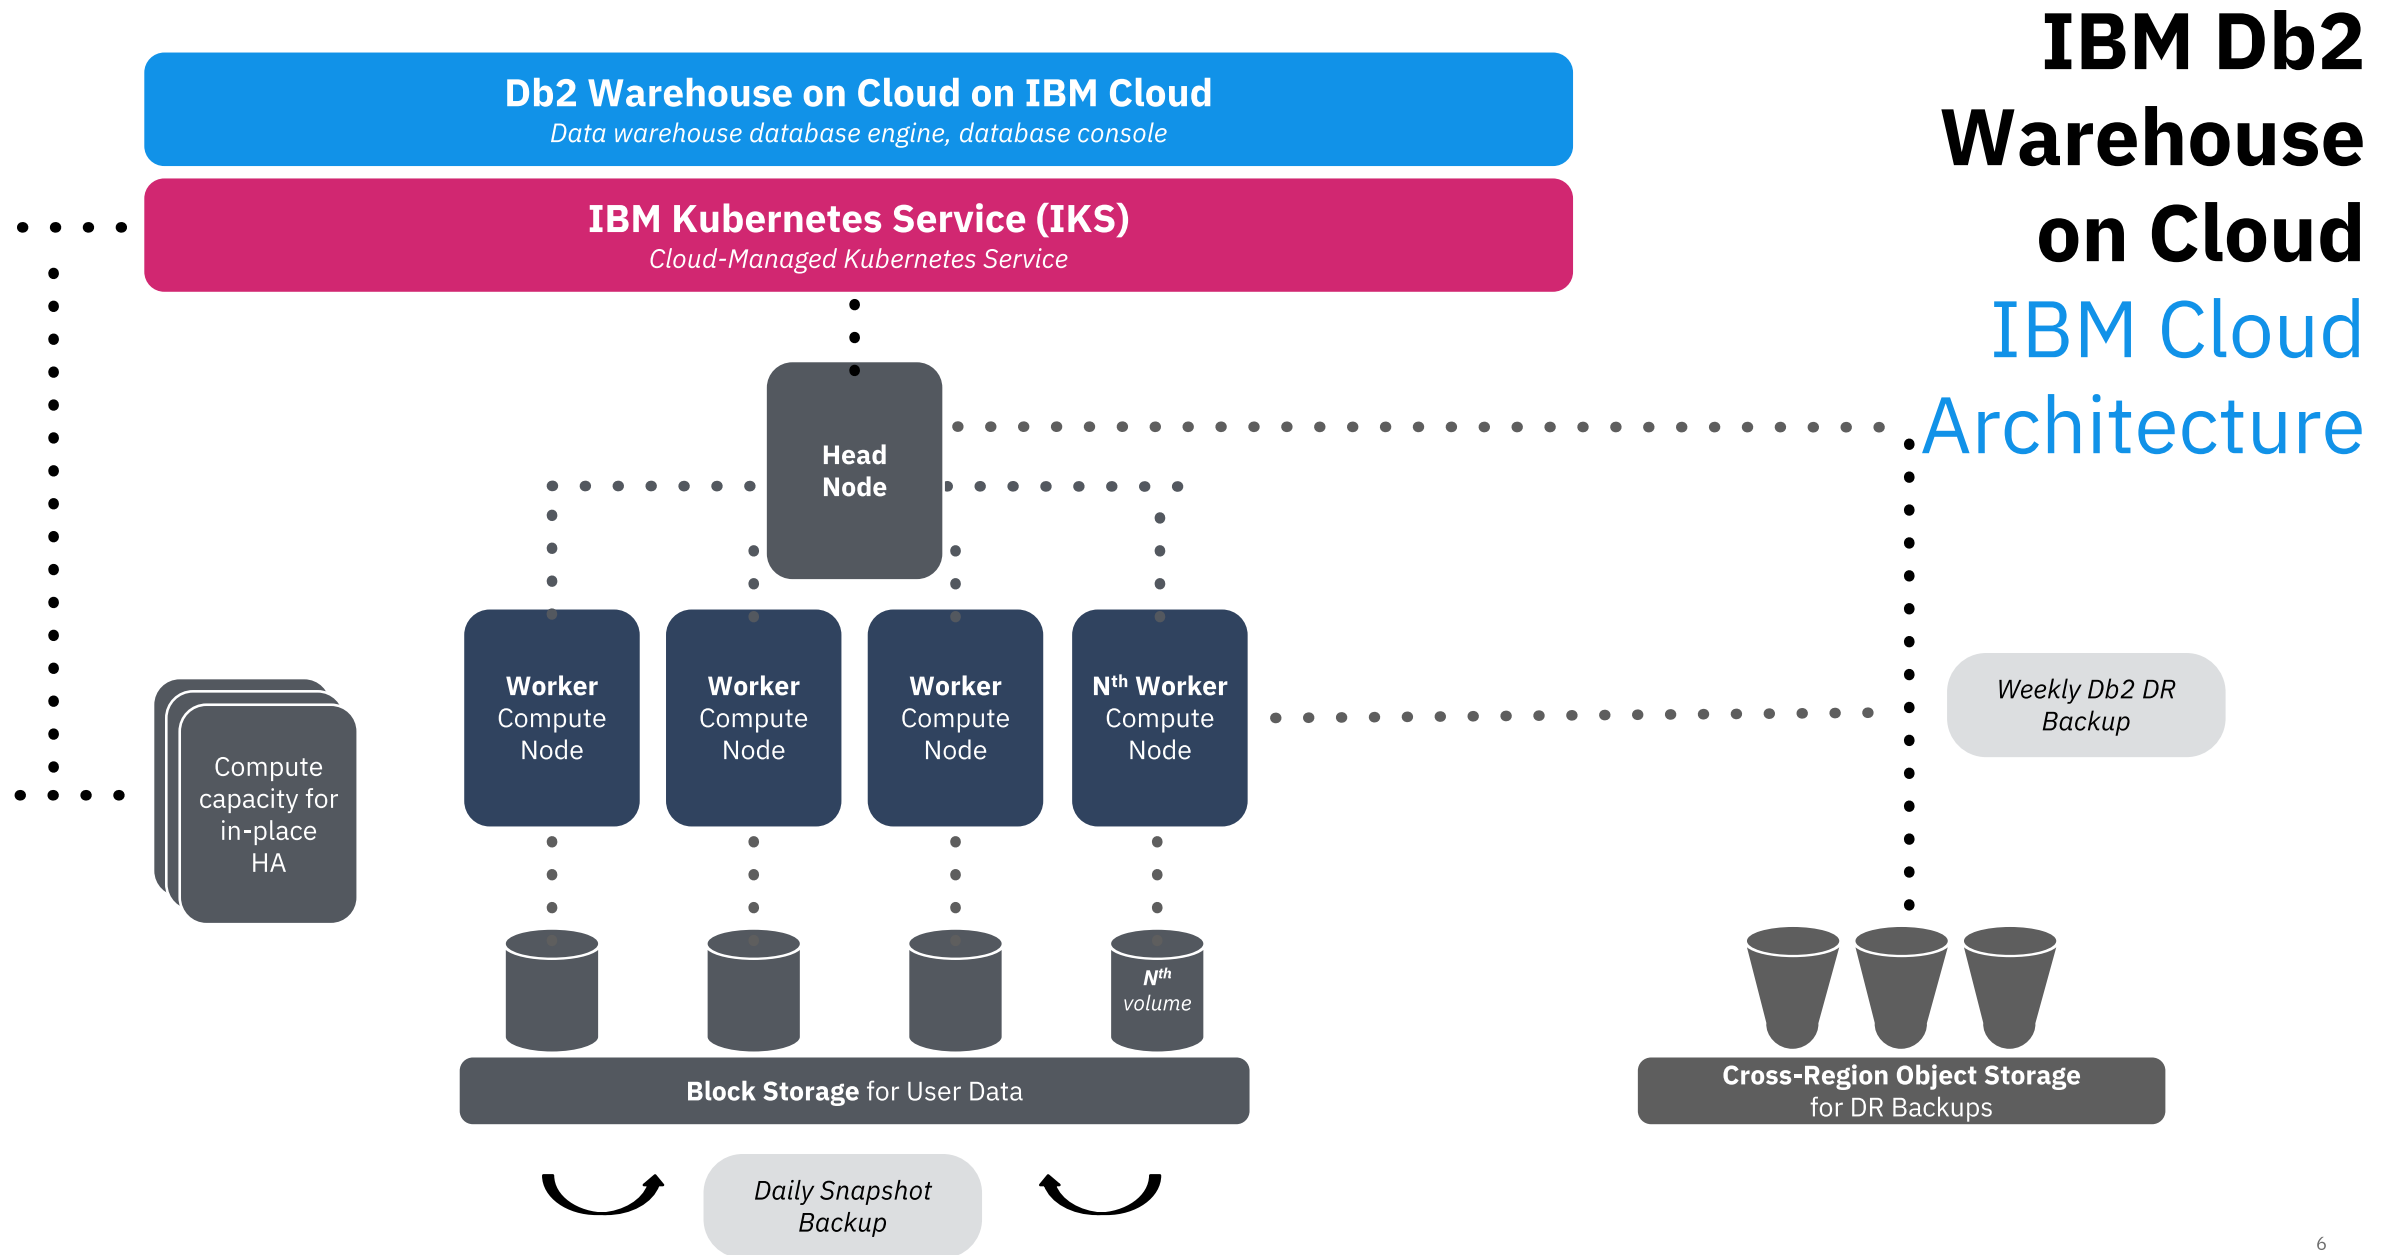 IBM Db2
Warehouse
on Cloud
IBM Cloud
Architecture
Db2 Warehouse on Cloud on IBM Cloud
Data warehouse database engine, database console
IBM Kubernetes Service (IKS)
Cloud-Managed Kubernetes Service
Head
Node
Worker
Compute
Node
Worker
Compute
Node
Worker
Compute
Node
Nth Worker
Compute
Node
Weekly Db2 DR
Backup
Compute
capacity for
in-place
HA
Nth
volume
Block Storage for User Data
Cross-Region Object Storage
for DR Backups
Daily Snapshot
Backup
6